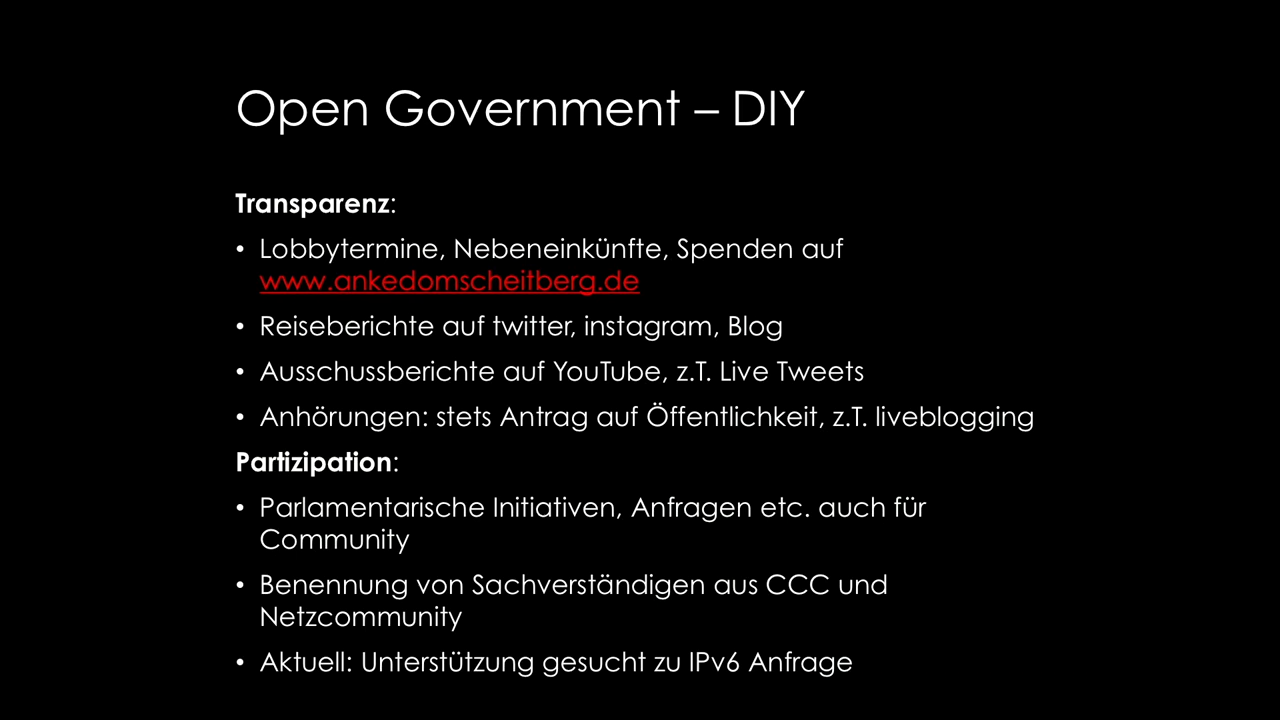 Open Government – DIY
Transparenz:
• Lobbytermine, Nebeneinkünfte, Spenden auf
www.ankedomscheitberg.de
• Reiseberichte auf twitter, instagram, Blog
• Ausschussberichte auf YouTube, z.T. Live Tweets
• Anhörungen: stets Antrag auf Öffentlichkeit, z.T. liveblogging
Partizipation:
• Parlamentarische Initiativen, Anfragen etc. auch für
Community
• Benennung von Sachverständigen aus CCC und
Netzcommunity
• Aktuell: Unterstützung gesucht zu IPv6 Anfrage